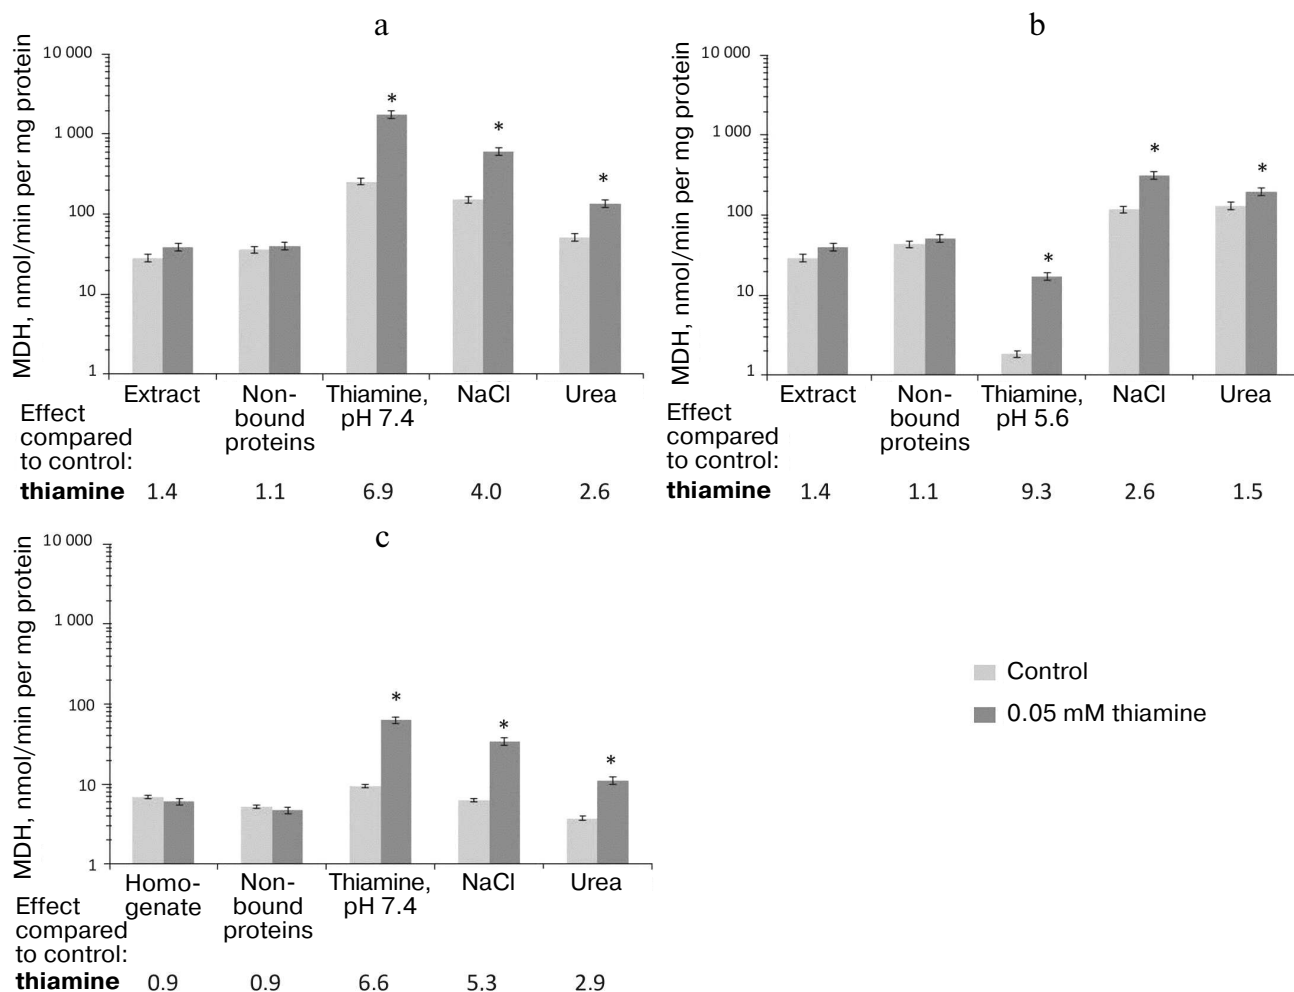 a
MDH, nmol/min per mg protein
10 000
1 000
100
10
1
Extract
Non-
bound
proteins
Thiamine,
pH 7.4
NaCl
Urea
*
*
*
Effect
compared
to control:
thiamine 1.4 1.1 6.9 4.0 2.6
b
MDH, nmol/min per mg protein
10 000
1 000
100
10
1
Extract
Non-
bound
proteins
Thiamine,
pH 5.6
NaCl
Urea
*
*
*
Effect
compared
to control:
thiamine 1.4 1.1 9.3 2.6 1.5
c
MDH, nmol/min per mg protein
10 000
1 000
100
10
1
Homo-
genate
Non-
bound
proteins
Thiamine,
pH 7.4
NaCl
Urea
*
*
*
Effect
compared
to control:
thiamine 0.9 0.9 6.6 5.3 2.9
Control
0.05 mM thiamine